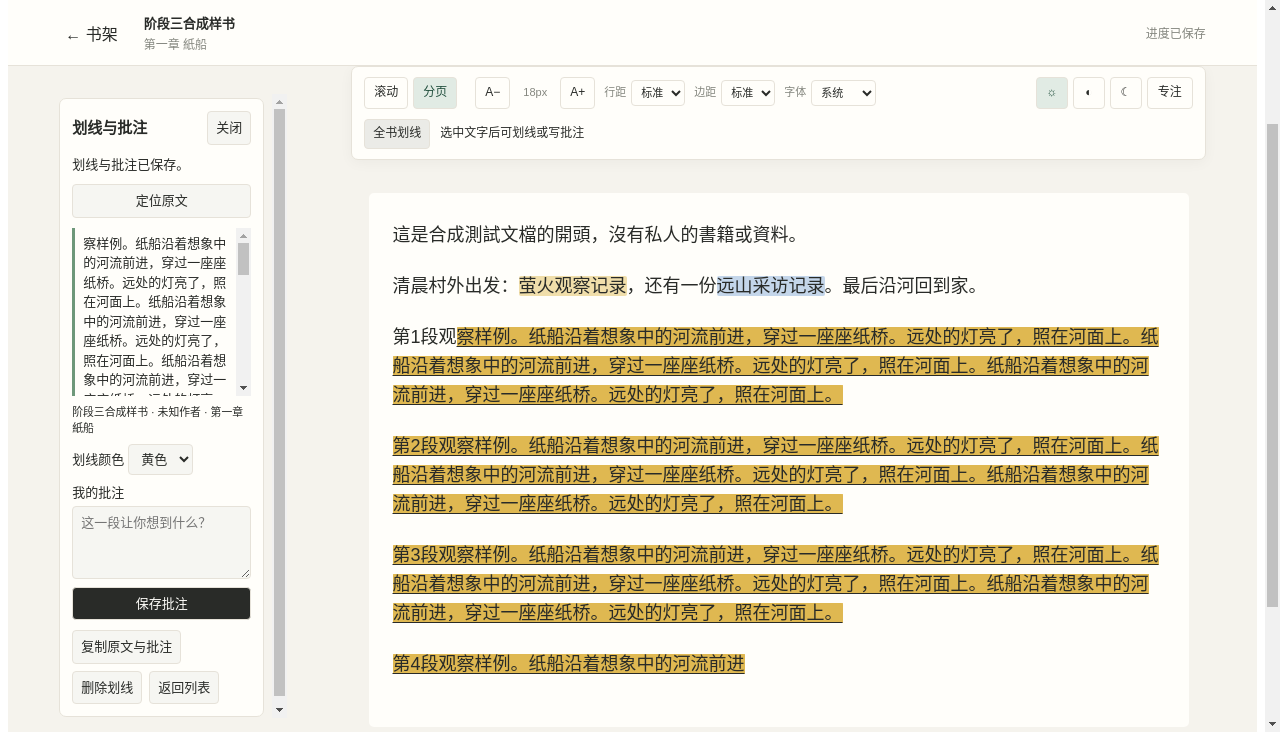 ← 书架
阶段三合成样书
第一章 紙船
进度已保存
滚动 分页 A− 18px A+ 行距 标准 边距 标准 字体 系统 专注
全书划线 选中文字后可划线或写批注
划线与批注 关闭
划线与批注已保存。
定位原文
察样例。纸船沿着想象中
的河流前进，穿过一座座
纸桥。远处的灯亮了，照
在河面上。纸船沿着想象
中的河流前进，穿过一座
座纸桥。远处的灯亮了，
照在河面上。纸船沿着想
象中的河流前进，穿过一
阶段三合成样书 · 未知作者 · 第一章
紙船
划线颜色 黄色
我的批注
这一段让你想到什么？
保存批注
复制原文与批注
删除划线 返回列表
這是合成測試文檔的開頭，沒有私人的書籍或資料。
清晨村外出发：萤火观察记录，还有一份远山采访记录。最后沿河回到家。
第1段观察样例。纸船沿着想象中的河流前进，穿过一座座纸桥。远处的灯亮了，照在河面上。纸
船沿着想象中的河流前进，穿过一座座纸桥。远处的灯亮了，照在河面上。纸船沿着想象中的河
流前进，穿过一座座纸桥。远处的灯亮了，照在河面上。
第2段观察样例。纸船沿着想象中的河流前进，穿过一座座纸桥。远处的灯亮了，照在河面上。纸
船沿着想象中的河流前进，穿过一座座纸桥。远处的灯亮了，照在河面上。纸船沿着想象中的河
流前进，穿过一座座纸桥。远处的灯亮了，照在河面上。
第3段观察样例。纸船沿着想象中的河流前进，穿过一座座纸桥。远处的灯亮了，照在河面上。纸
船沿着想象中的河流前进，穿过一座座纸桥。远处的灯亮了，照在河面上。纸船沿着想象中的河
流前进，穿过一座座纸桥。远处的灯亮了，照在河面上。
第4段观察样例。纸船沿着想象中的河流前进